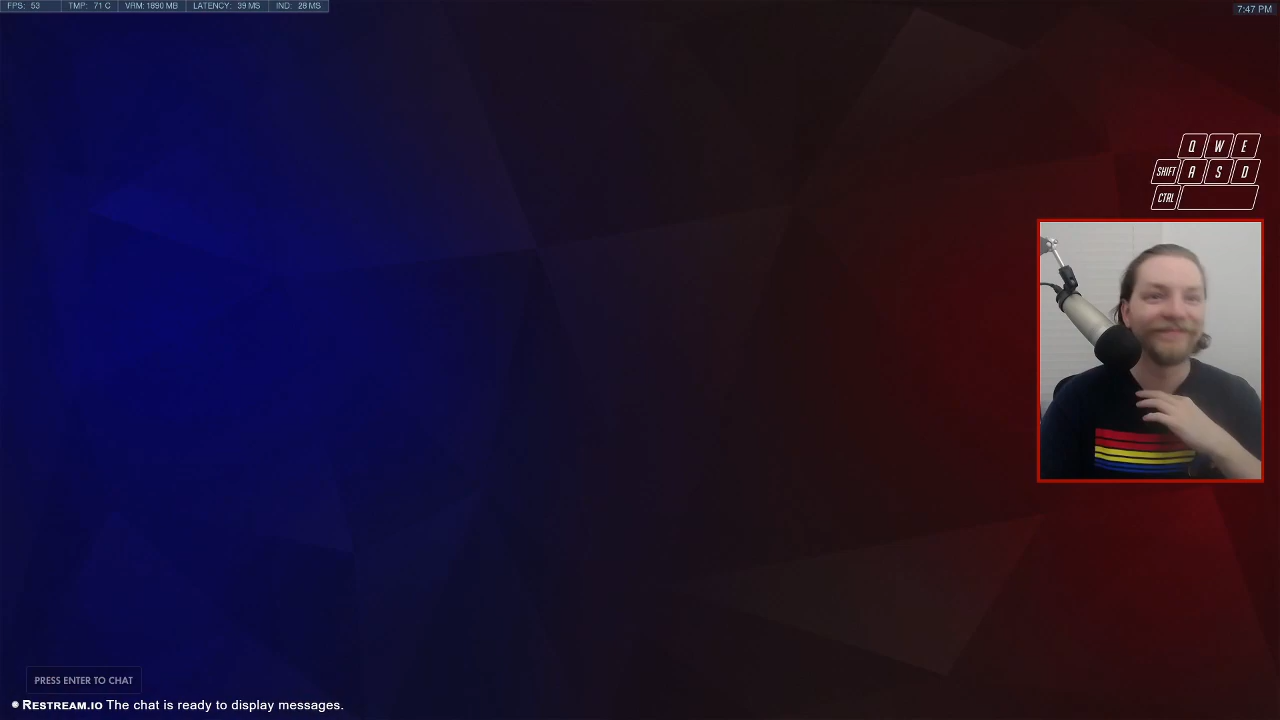 FPS: 53 TMP: 71 C VRM: 1890 MB LATENCY: 39 MS IND: 28 MS
7:47 PM
Q W E
SHIFT A S D
CTRL
PRESS ENTER TO CHAT
RESTREAM.IO The chat is ready to display messages.